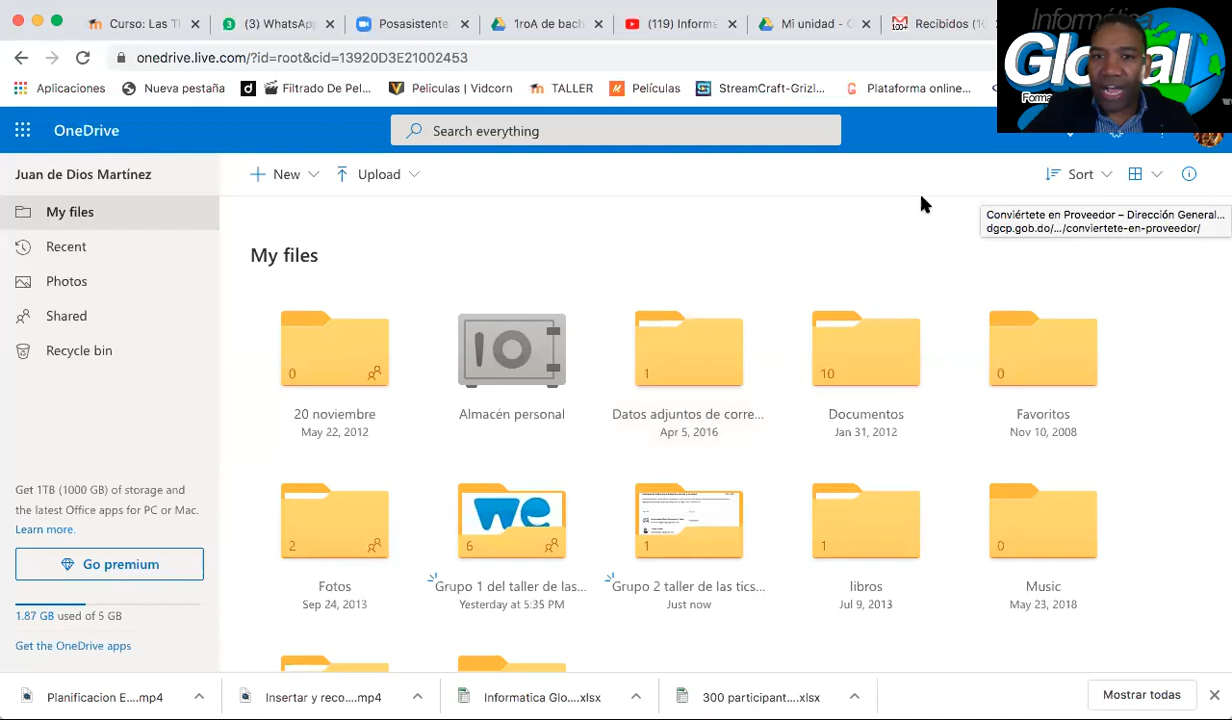 Curso: Las TI
(3) WhatsApp
Posasistente
1roA de bach
(119) Informá
Mi unidad - G
Recibidos (1
Informática
Global
onedrive.live.com/?id=root&cid=13920D3E21002453
Aplicaciones
Nueva pestaña
Filtrado De Pel...
Peliculas | Vidcorn
TALLER
Películas
StreamCraft-Grizl...
Plataforma online...
OneDrive
Search everything
Juan de Dios Martínez
New
Upload
Sort
My files
Conviértete en Proveedor – Dirección General...
dgcp.gob.do/.../conviertete-en-proveedor/
Recent
Photos
Shared
Recycle bin
My files
0
1
10
0
20 noviembre
Almacén personal
Datos adjuntos de corre...
Documentos
Favoritos
May 22, 2012
Apr 5, 2016
Jan 31, 2012
Nov 10, 2008
we
2
6
1
1
0
Fotos
Grupo 1 del taller de las...
Grupo 2 taller de las tics...
libros
Music
Sep 24, 2013
Yesterday at 5:35 PM
Just now
Jul 9, 2013
May 23, 2018
Get 1TB (1000 GB) of storage and
the latest Office apps for PC or Mac.
Learn more.
Go premium
1.87 GB used of 5 GB
Get the OneDrive apps
Planificacion E....mp4
Insertar y reco....mp4
Informatica Glo....xlsx
300 participant....xlsx
Mostrar todas